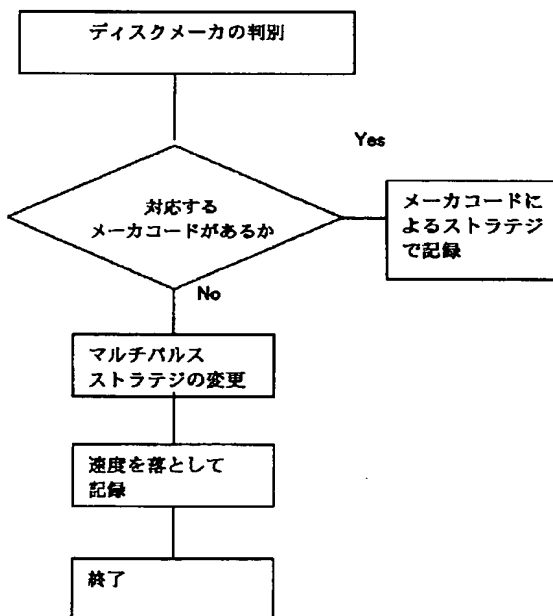 ディスクメーカの判別
Yes
対応する
メーカコードがあるか
メーカコードに
よるストラテジ
で記録
No
マルチパルス
ストラテジの変更
速度を落として
記録
終了